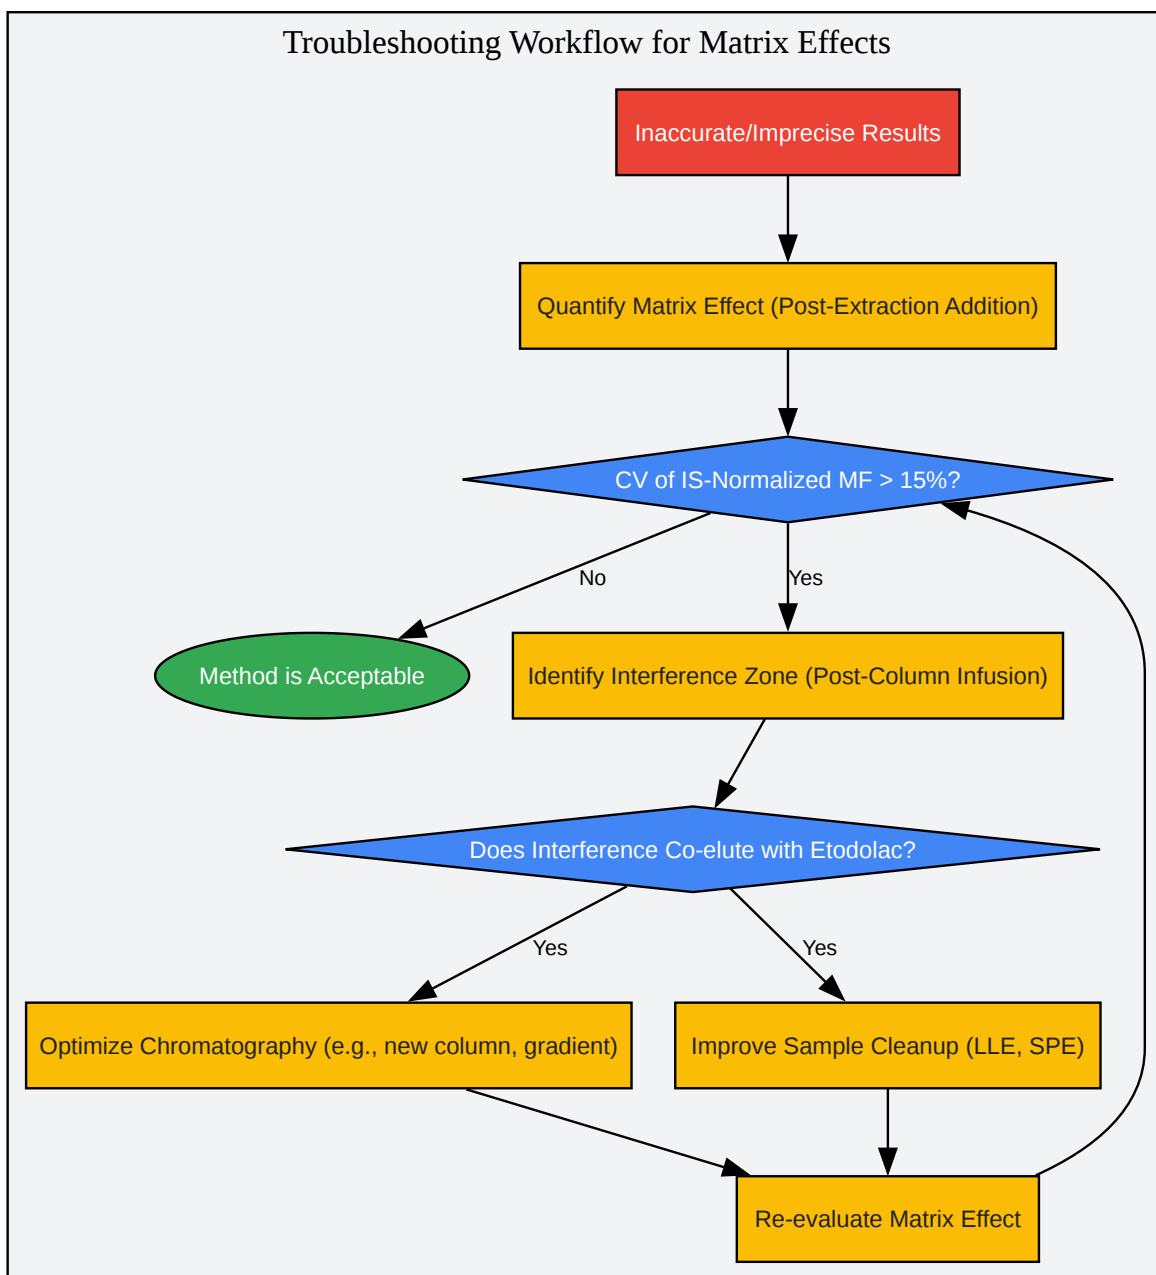 Troubleshooting Workflow for Matrix Effects
Inaccurate/Imprecise Results
Quantify Matrix Effect (Post-Extraction Addition)
CV of IS-Normalized MF > 15%?
No
Yes
Method is Acceptable
Identify Interference Zone (Post-Column Infusion)
Does Interference Co-elute with Etodolac?
Yes
Yes
Optimize Chromatography (e.g., new column, gradient)
Improve Sample Cleanup (LLE, SPE)
Re-evaluate Matrix Effect